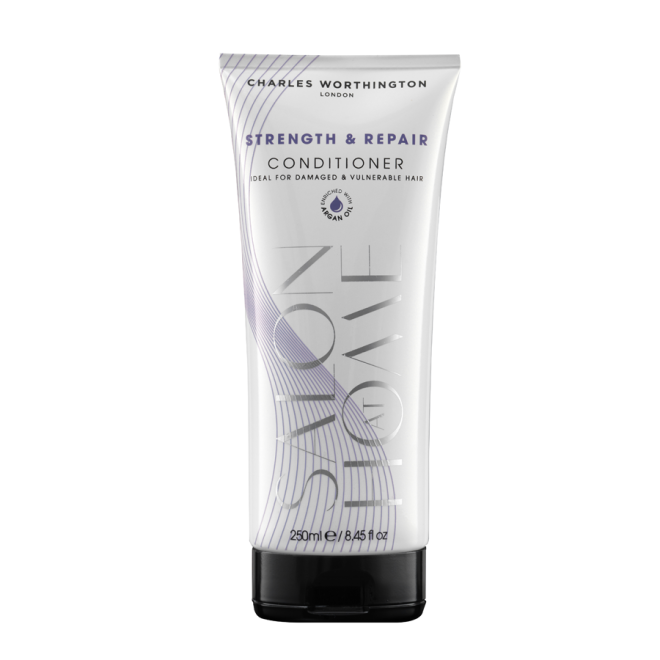 CHARLES WORTHINGTON
LONDON
STRENGTH & REPAIR
CONDITIONER
IDEAL FOR DAMAGED & VULNERABLE HAIR
ENRICHED WITH
ARGAN OIL
SALON
AT
HOME
250ml ℮ / 8.45 fl oz